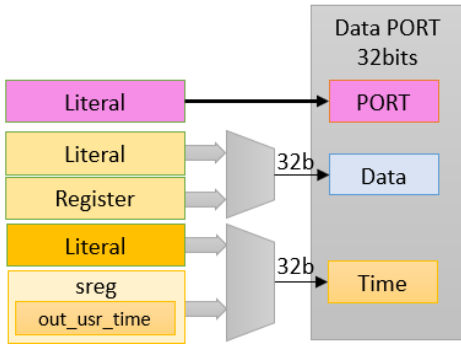 Data PORT
32bits
Literal
PORT
Literal
32b
Data
Register
Literal
32b
Time
sreg
out_usr_time